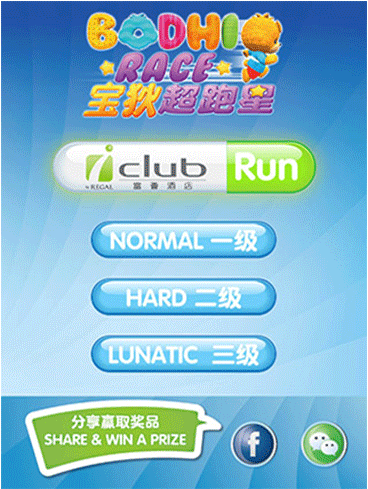 BODHI
RACE
宝狄超跑星
iclub Run
by REGAL 富薈酒店
NORMAL 一级
HARD 二级
LUNATIC 三级
分享赢取奖品
SHARE & WIN A PRIZE
f